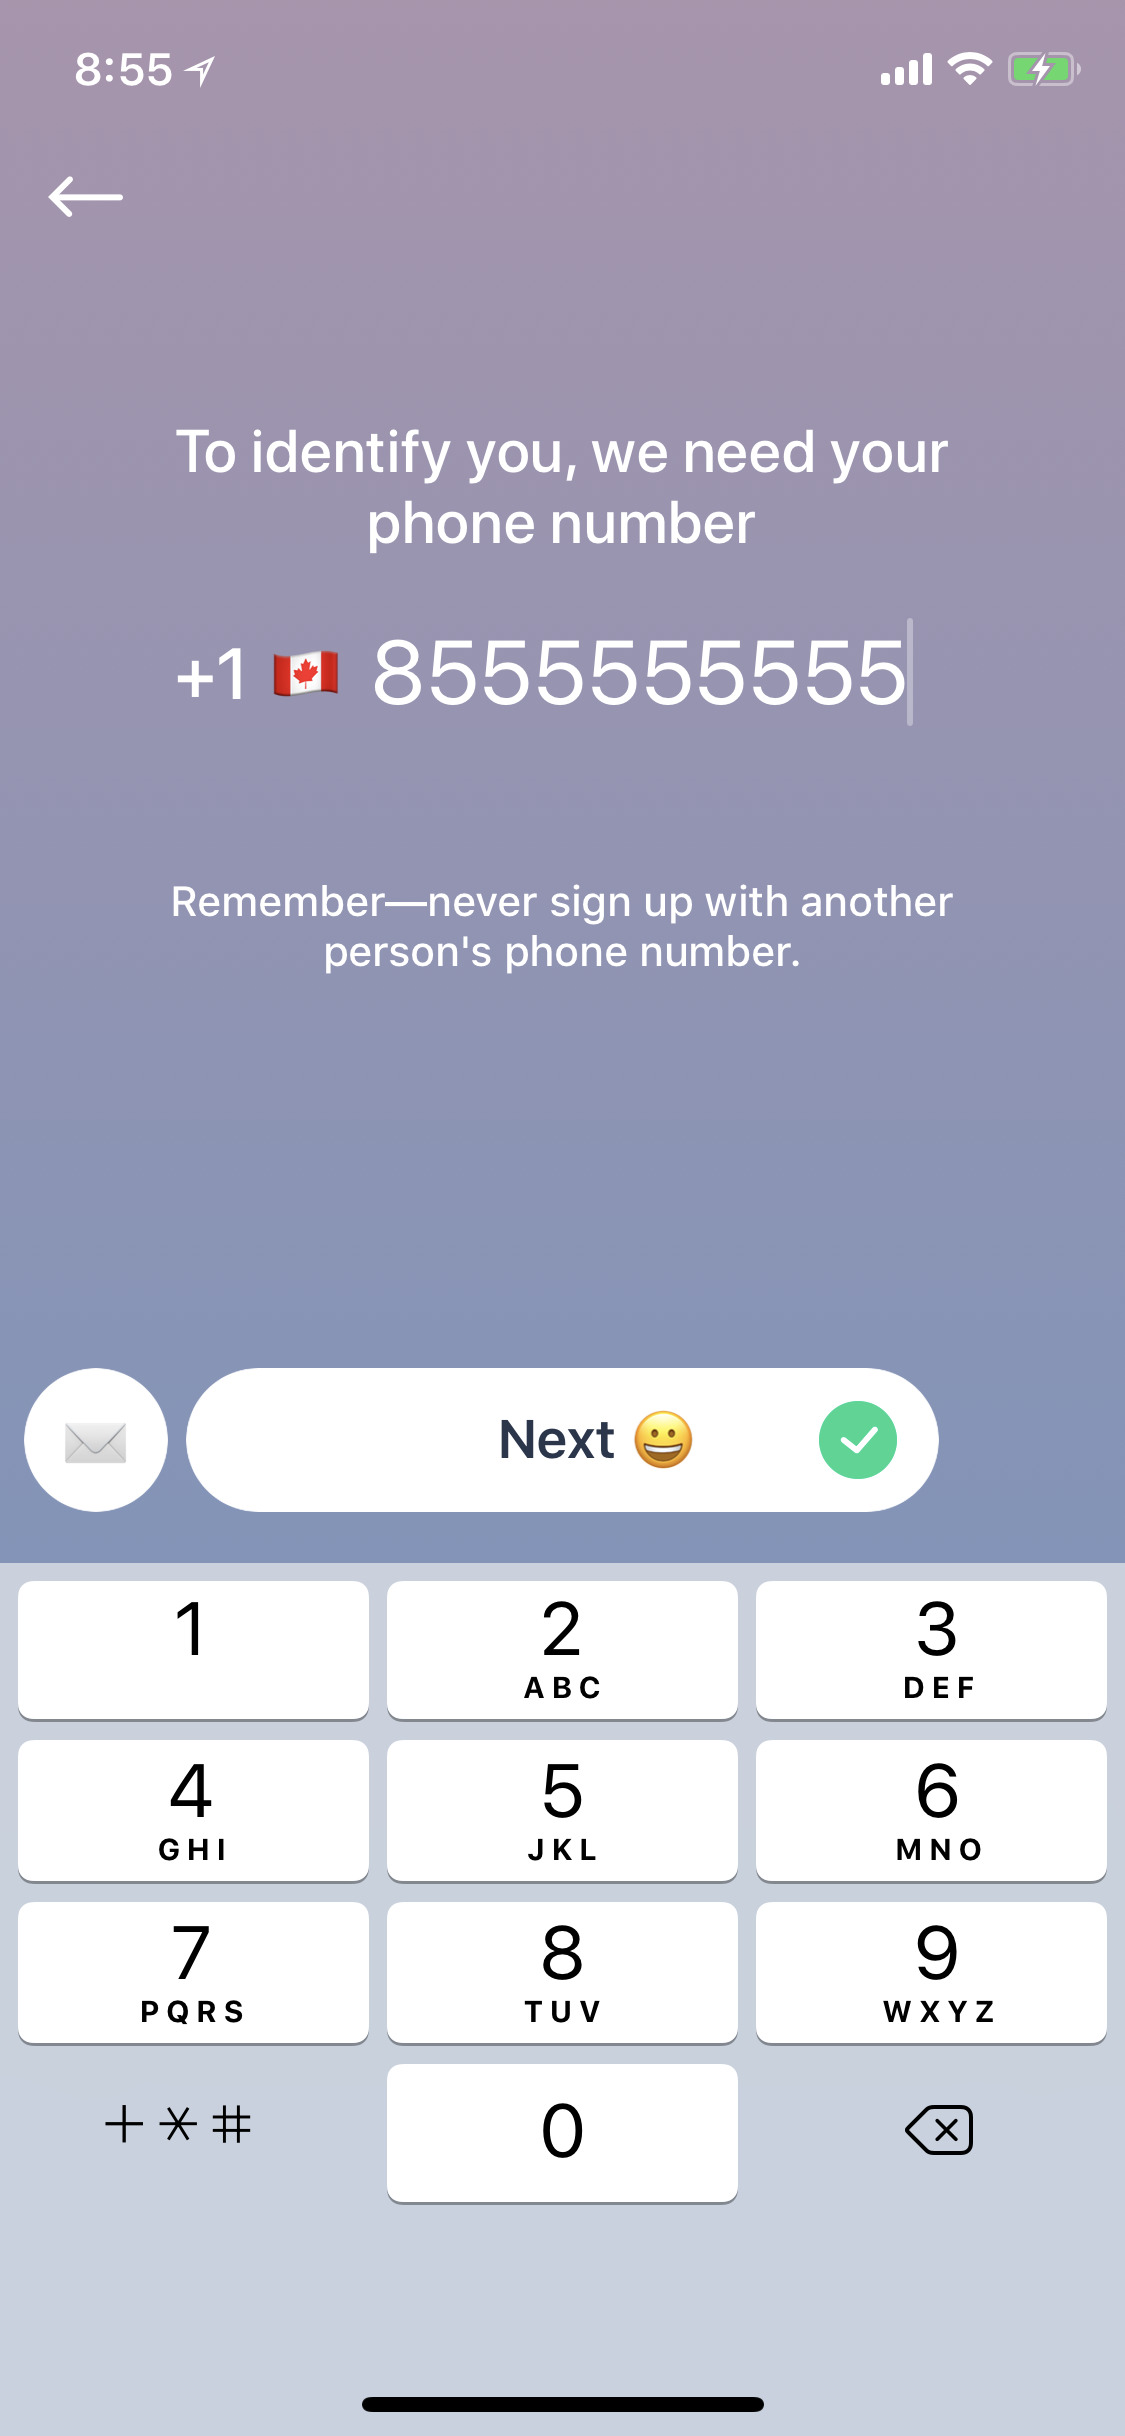 8:55
To identify you, we need your
phone number
+1 🇨🇦 8555555555
Remember—never sign up with another
person's phone number.
Next 😀
1
2
ABC
3
DEF
4
GHI
5
JKL
6
MNO
7
PQRS
8
TUV
9
WXYZ
+ * #
0